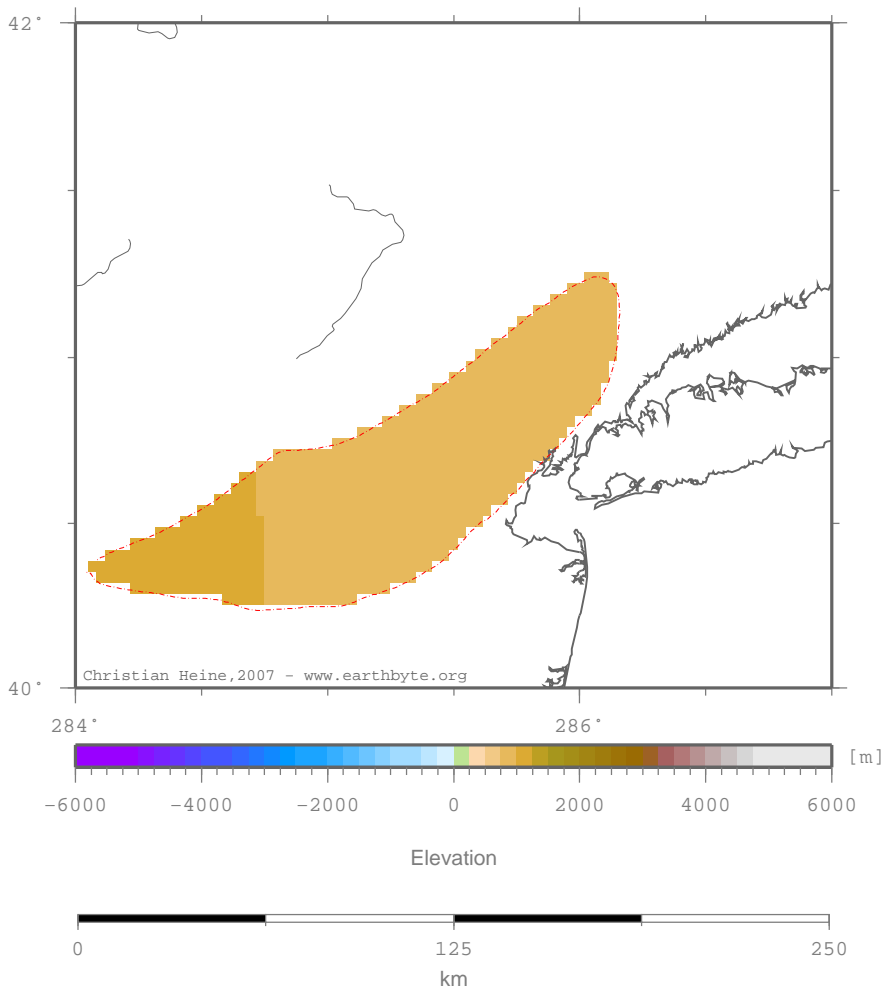 42°
Christian Heine,2007 - www.earthbyte.org
40°
284° 286°
[m]
-6000 -4000 -2000 0 2000 4000 6000
Elevation
0 125 250
km